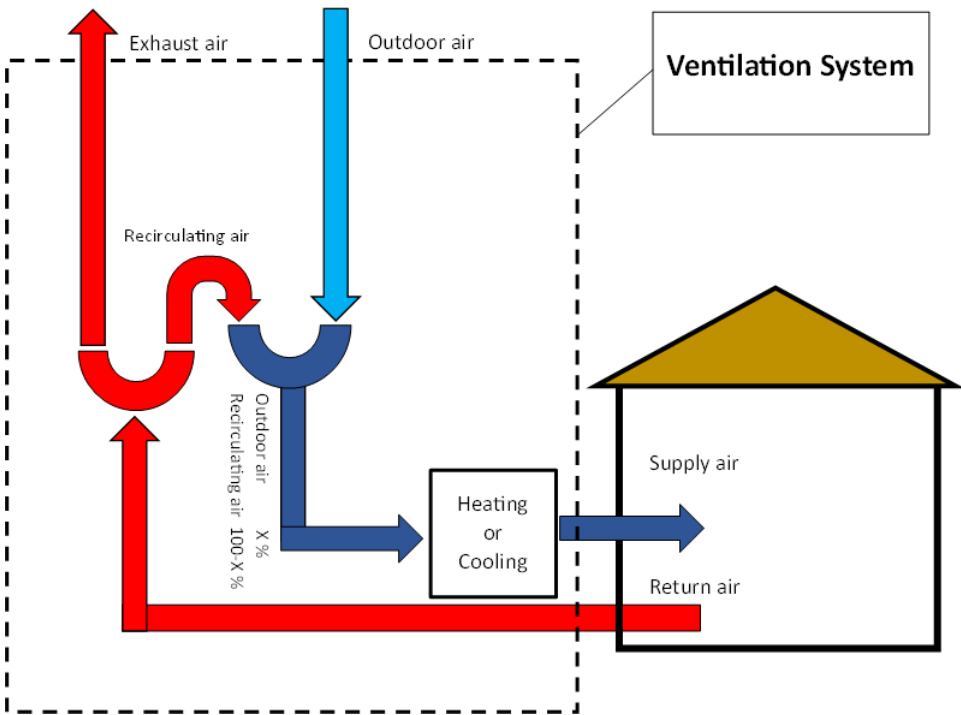 Exhaust air
Outdoor air
Ventilation System
Recirculating air
Outdoor air X %
Recirculating air 100-X %
Heating
or
Cooling
Supply air
Return air